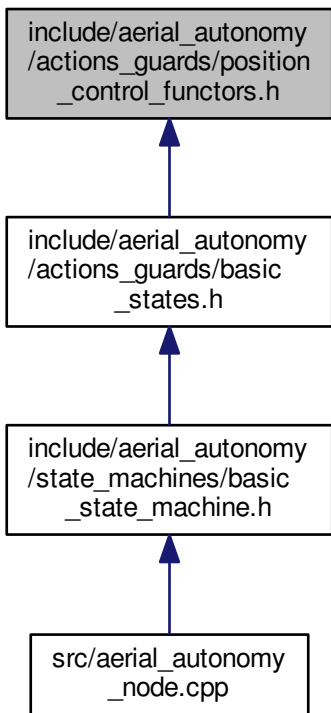 include/aerial_autonomy
/actions_guards/position
_control_functors.h
include/aerial_autonomy
/actions_guards/basic
_states.h
include/aerial_autonomy
/state_machines/basic
_state_machine.h
src/aerial_autonomy
_node.cpp